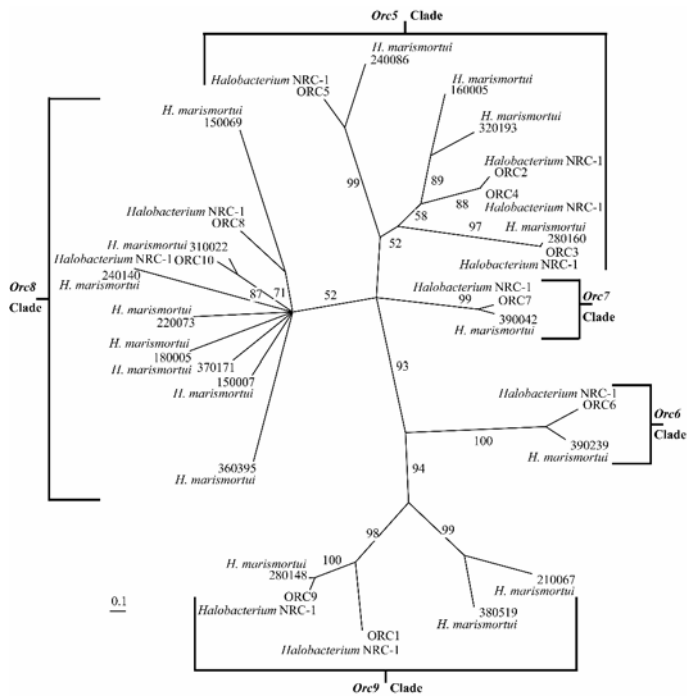 Orc5 Clade
H. marismortui
240086
Halobacterium NRC-1
ORC5
H. marismortui
160005
H. marismortui
320193
Halobacterium NRC-1
ORC2
ORC4
Halobacterium NRC-1
H. marismortui
280160
ORC3
Halobacterium NRC-1
99
89
88
58
97
52
H. marismortui
150069
Halobacterium NRC-1
ORC8
H. marismortui 310022
Halobacterium NRC-1 ORC10
240140
H. marismortui
Orc8
Clade
87 71
52
220073
H. marismortui
180005
H. marismortui 370171
150007
H. marismortui
360395
H. marismortui
Halobacterium NRC-1
99 ORC7
390042
H. marismortui
Orc7
Clade
93
Halobacterium NRC-1
ORC6
100
390239
H. marismortui
Orc6
Clade
94
98
99
100
H. marismortui
280148
ORC9
Halobacterium NRC-1
ORC1
Halobacterium NRC-1
210067
H. marismortui
380519
H. marismortui
0.1
Orc9 Clade